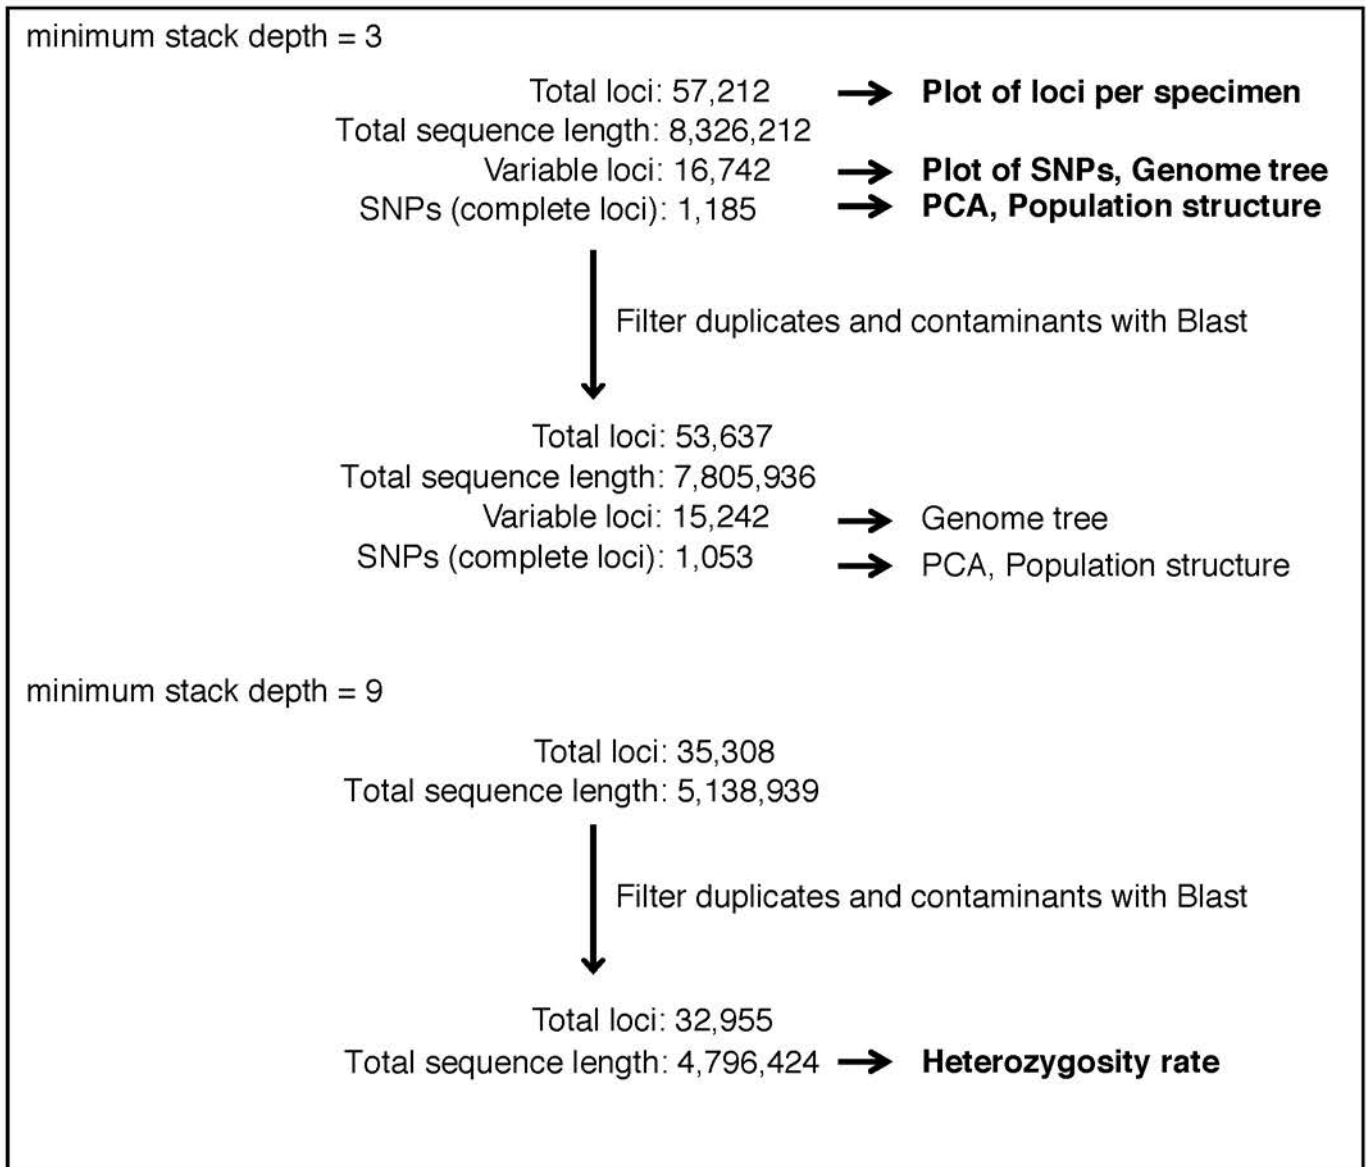 minimum stack depth = 3
Total loci: 57,212 → Plot of loci per specimen
Total sequence length: 8,326,212
Variable loci: 16,742 → Plot of SNPs, Genome tree
SNPs (complete loci): 1,185 → PCA, Population structure
Filter duplicates and contaminants with Blast
Total loci: 53,637
Total sequence length: 7,805,936
Variable loci: 15,242 → Genome tree
SNPs (complete loci): 1,053 → PCA, Population structure
minimum stack depth = 9
Total loci: 35,308
Total sequence length: 5,138,939
Filter duplicates and contaminants with Blast
Total loci: 32,955
Total sequence length: 4,796,424 → Heterozygosity rate